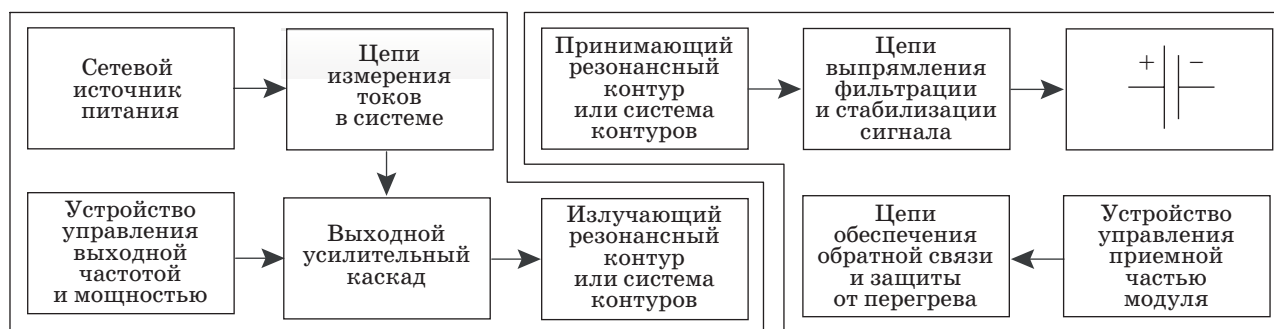 Сетевой
источник
питания
Цепи
измерения
токов
в системе
Принимающий
резонансный
контур
или система
контуров
Цепи
выпрямления
фильтрации
и стабилизации
сигнала
+ −
Устройство
управления
выходной
частотой
и мощностью
Выходной
усилительный
каскад
Излучающий
резонансный
контур
или система
контуров
Цепи
обеспечения
обратной связи
и защиты
от перегрева
Устройство
управления
приемной
частью
модуля